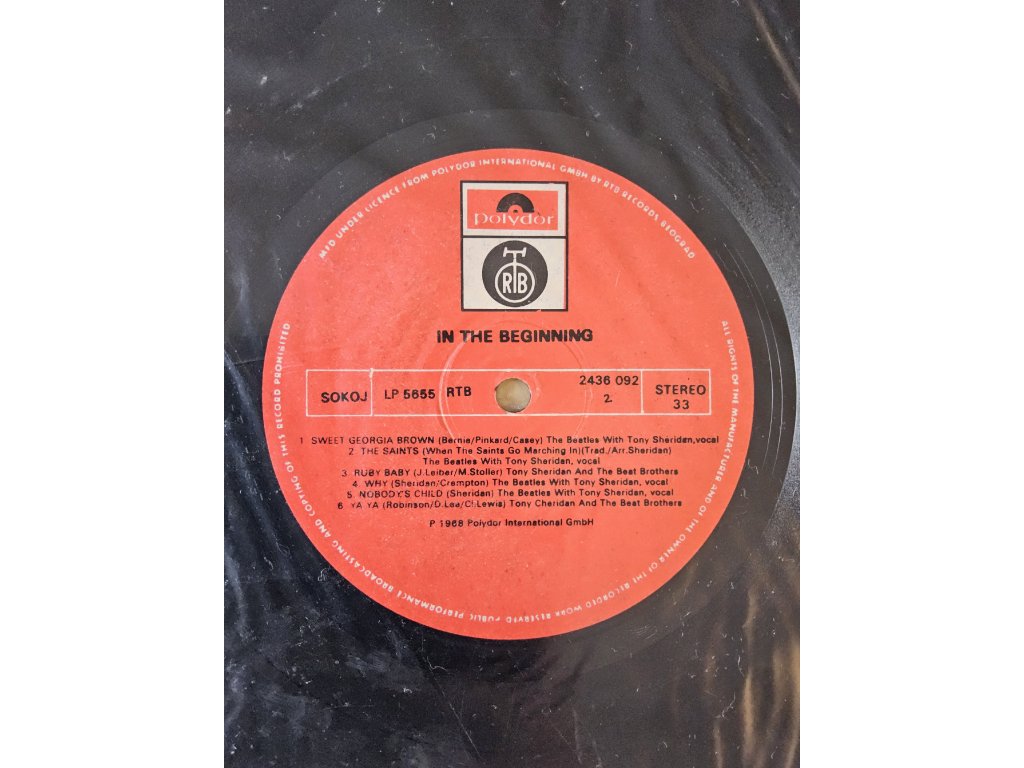 MFD UNDER LICENCE FROM POLYDOR INTERNATIONAL GMBH BY RTB RECORDS BEOGRAD
polydor
RTB
IN THE BEGINNING
SOKOJ LP 5655 RTB 2436 092 2 STEREO 33
1 SWEET GEORGIA BROWN (Bernie/Pinkard/Casey) The Beatles With Tony Sheridan,vocal
2. THE SAINTS (When The Saints Go Marching In)(Trad./Arr.Sheridan)
The Beatles With Tony Sheridan, vocal
3. RUBY BABY (J.Leiber/M.Stoller) Tony Sheridan And The Beat Brothers
4. WHY (Sheridan/Crompton) The Beatles With Tony Sheridan, vocal
5. NOBODY'S CHILD (Sheridan) The Beatles With Tony Sheridan, vocal
6 YA YA (Robinson/D.Lea/Cl.Lewis) Tony Cheridan And The Beat Brothers
P 1968 Polydor International GmbH
ALL RIGHTS OF THE MANUFACTURER AND OF THE OWNER OF THE RECORDED WORK RESERVED PUBLIC PERFORMANCE BROADCASTING AND COPYING OF THIS RECORD PROHIBITED